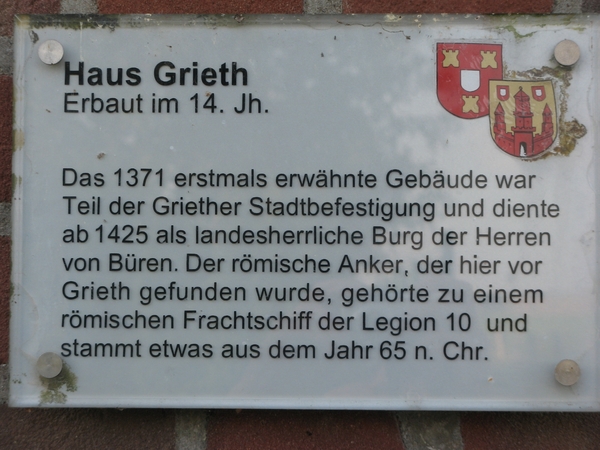 Haus Grieth
Erbaut im 14. Jh.
Das 1371 erstmals erwähnte Gebäude war
Teil der Griether Stadtbefestigung und diente
ab 1425 als landesherrliche Burg der Herren
von Büren. Der römische Anker, der hier vor
Grieth gefunden wurde, gehörte zu einem
römischen Frachtschiff der Legion 10 und
stammt etwas aus dem Jahr 65 n. Chr.